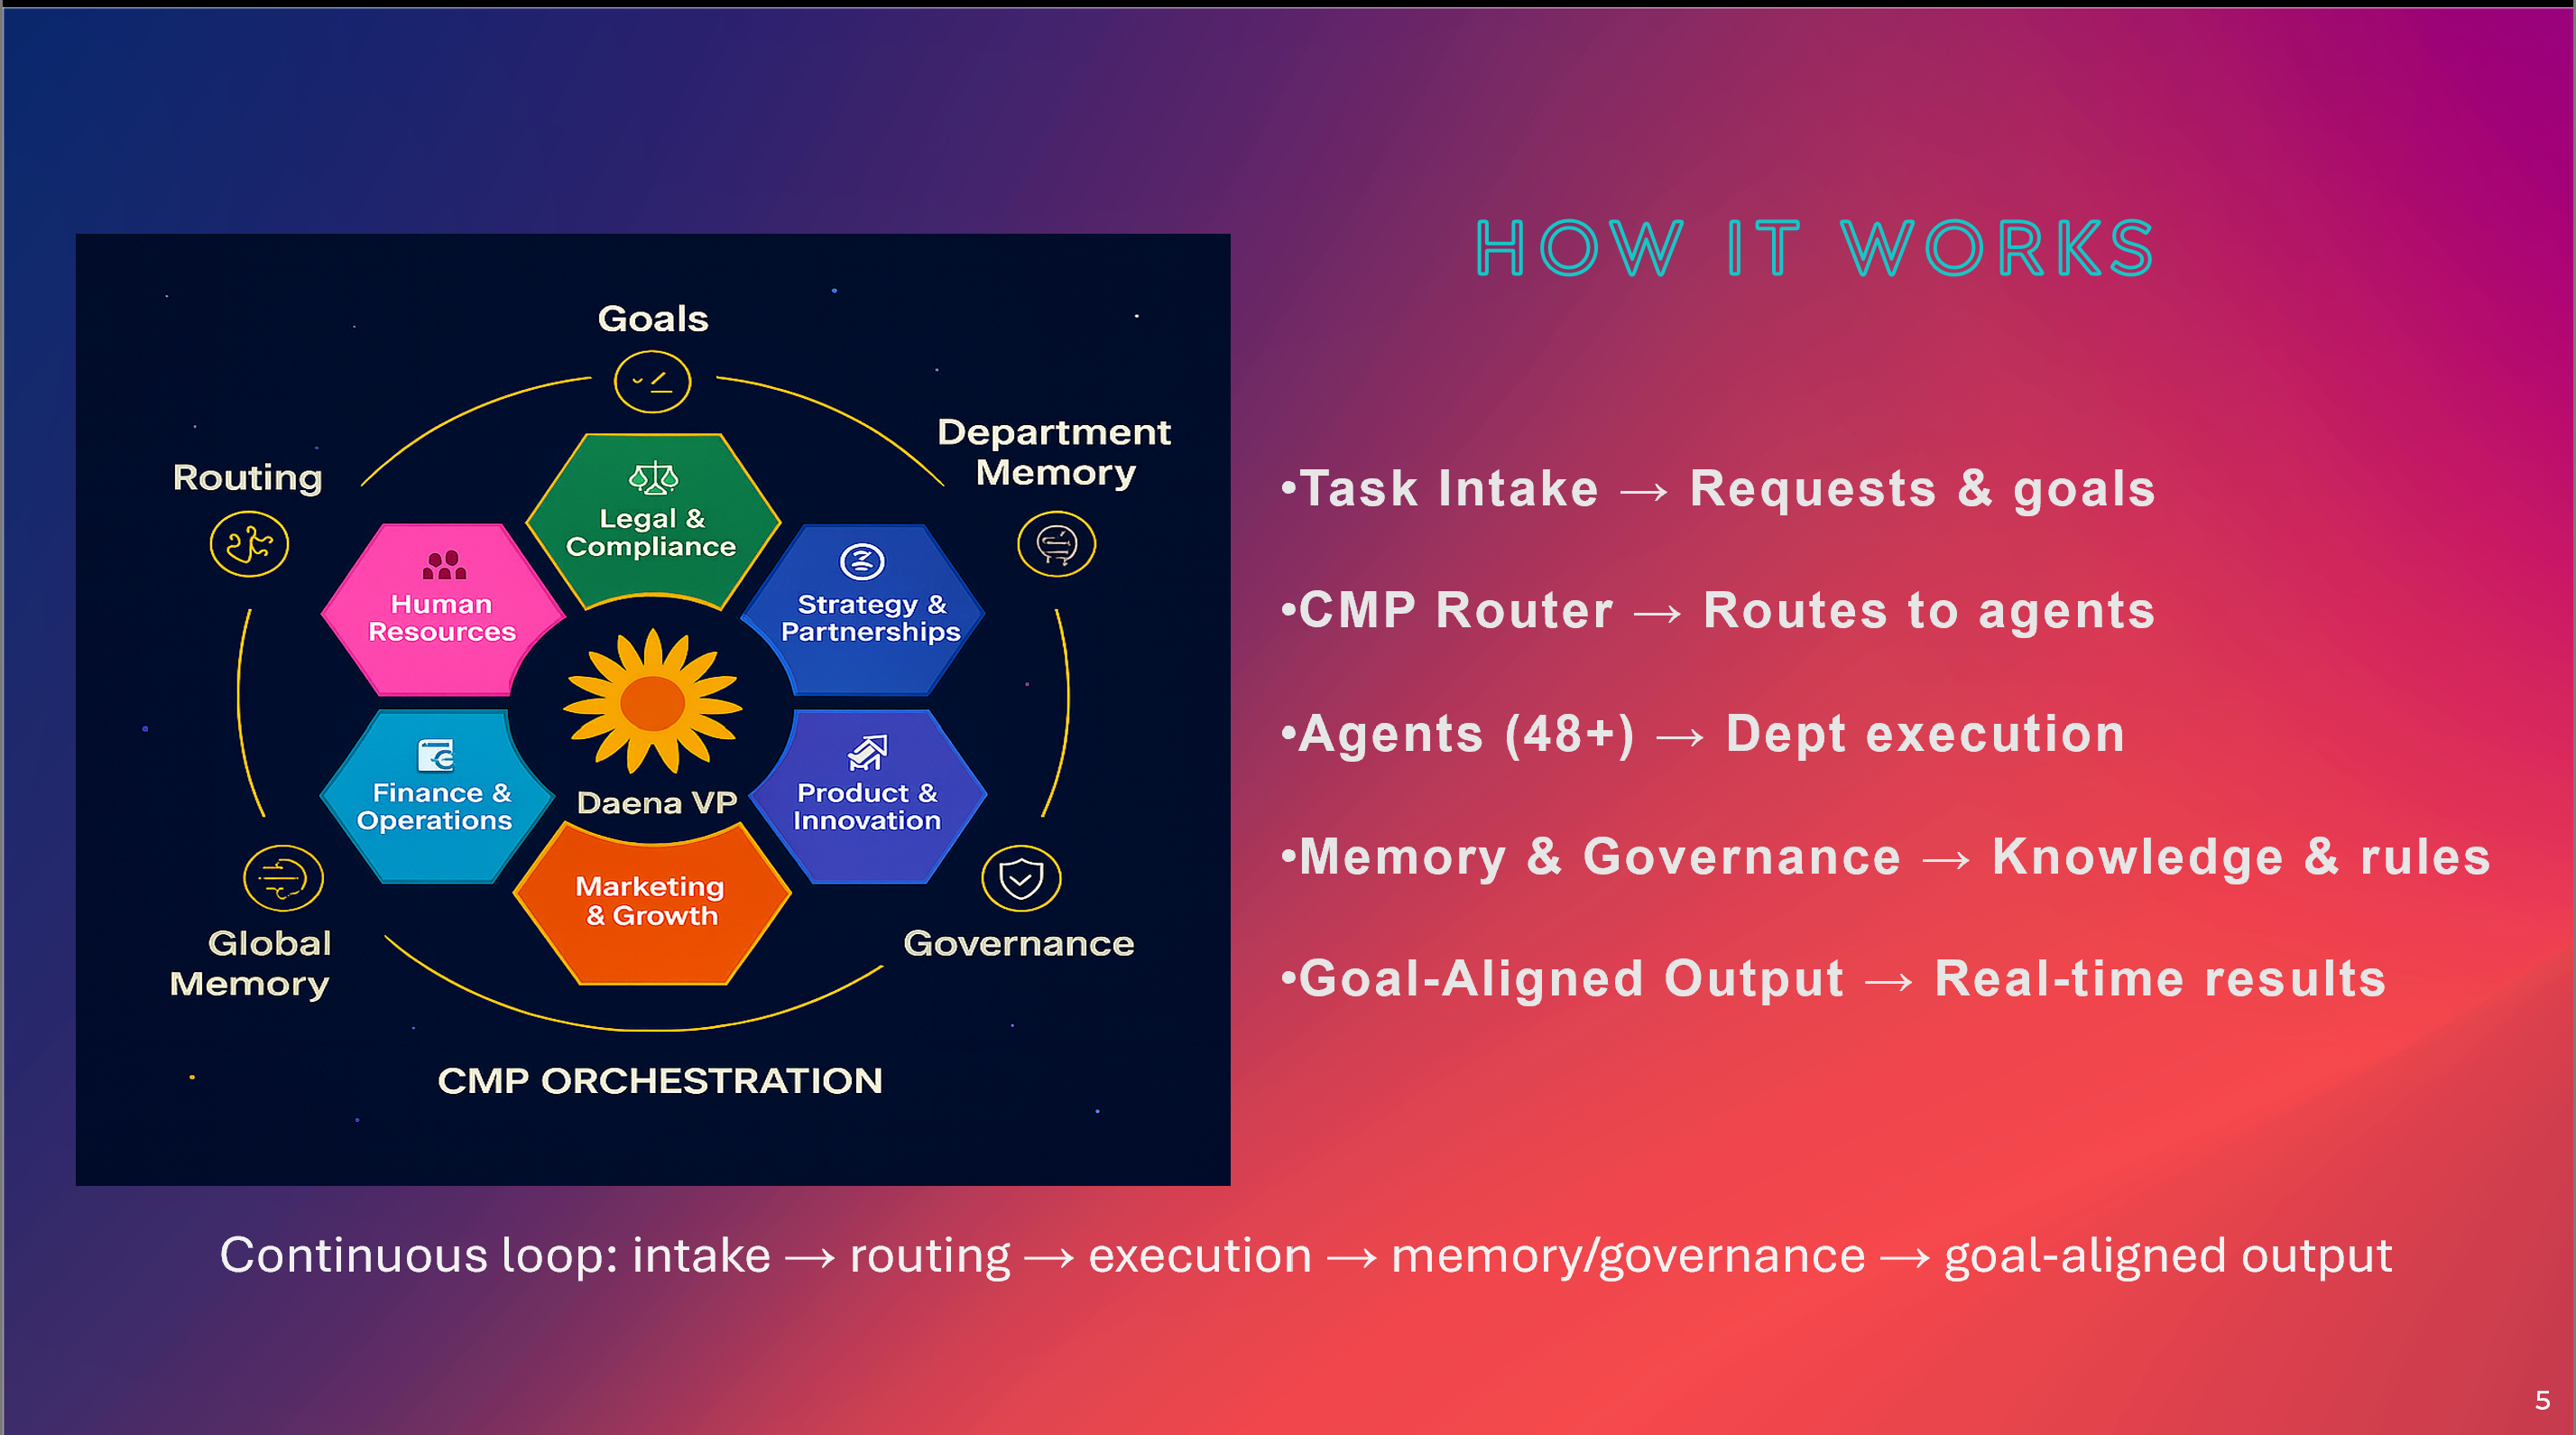 HOW IT WORKS
Goals
Department
Memory
Routing
Legal &
Compliance
Human
Resources
Strategy &
Partnerships
Daena VP
Finance &
Operations
Product &
Innovation
Marketing
& Growth
Global
Memory
Governance
CMP ORCHESTRATION
•Task Intake → Requests & goals
•CMP Router → Routes to agents
•Agents (48+) → Dept execution
•Memory & Governance → Knowledge & rules
•Goal-Aligned Output → Real-time results
Continuous loop: intake → routing → execution → memory/governance → goal-aligned output
5